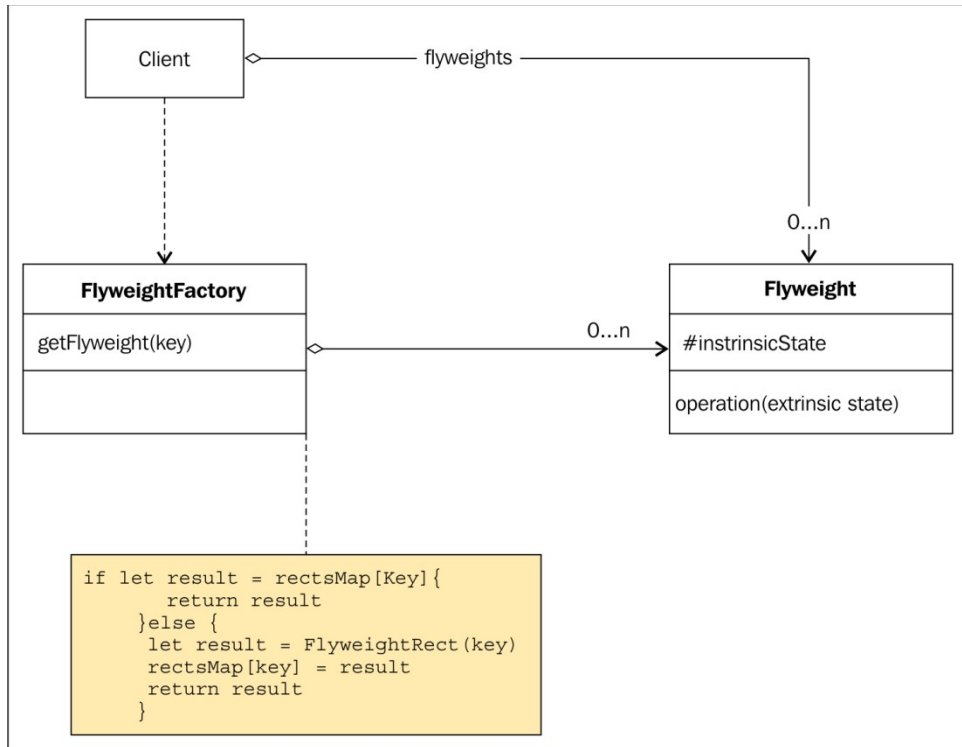 Client
flyweights
0...n
FlyweightFactory
getFlyweight(key)
0...n
Flyweight
#instrinsicState
operation(extrinsic state)
if let result = rectsMap[Key]{
return result
}else {
let result = FlyweightRect(key)
rectsMap[key] = result
return result
}